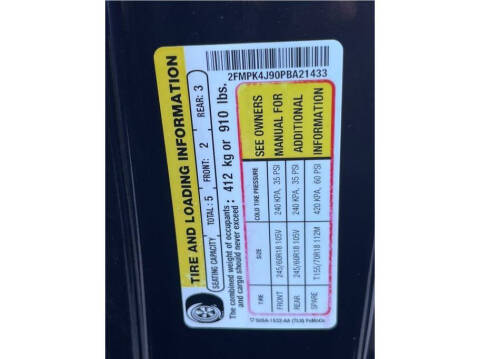 2FMPK4J90PBA21433
TIRE AND LOADING INFORMATION
SEATING CAPACITY TOTAL: 5 FRONT: 2 REAR: 3
The combined weight of occupants and cargo should never exceed : 412 kg or 910 lbs.
TIRE SIZE COLD TIRE PRESSURE
FRONT 245/60R18 105V 240 KPA, 35 PSI
REAR 245/60R18 105V 240 KPA, 35 PSI
SPARE T155/70R18 112M 420 KPA, 60 PSI
SEE OWNERS
MANUAL FOR
ADDITIONAL
INFORMATION